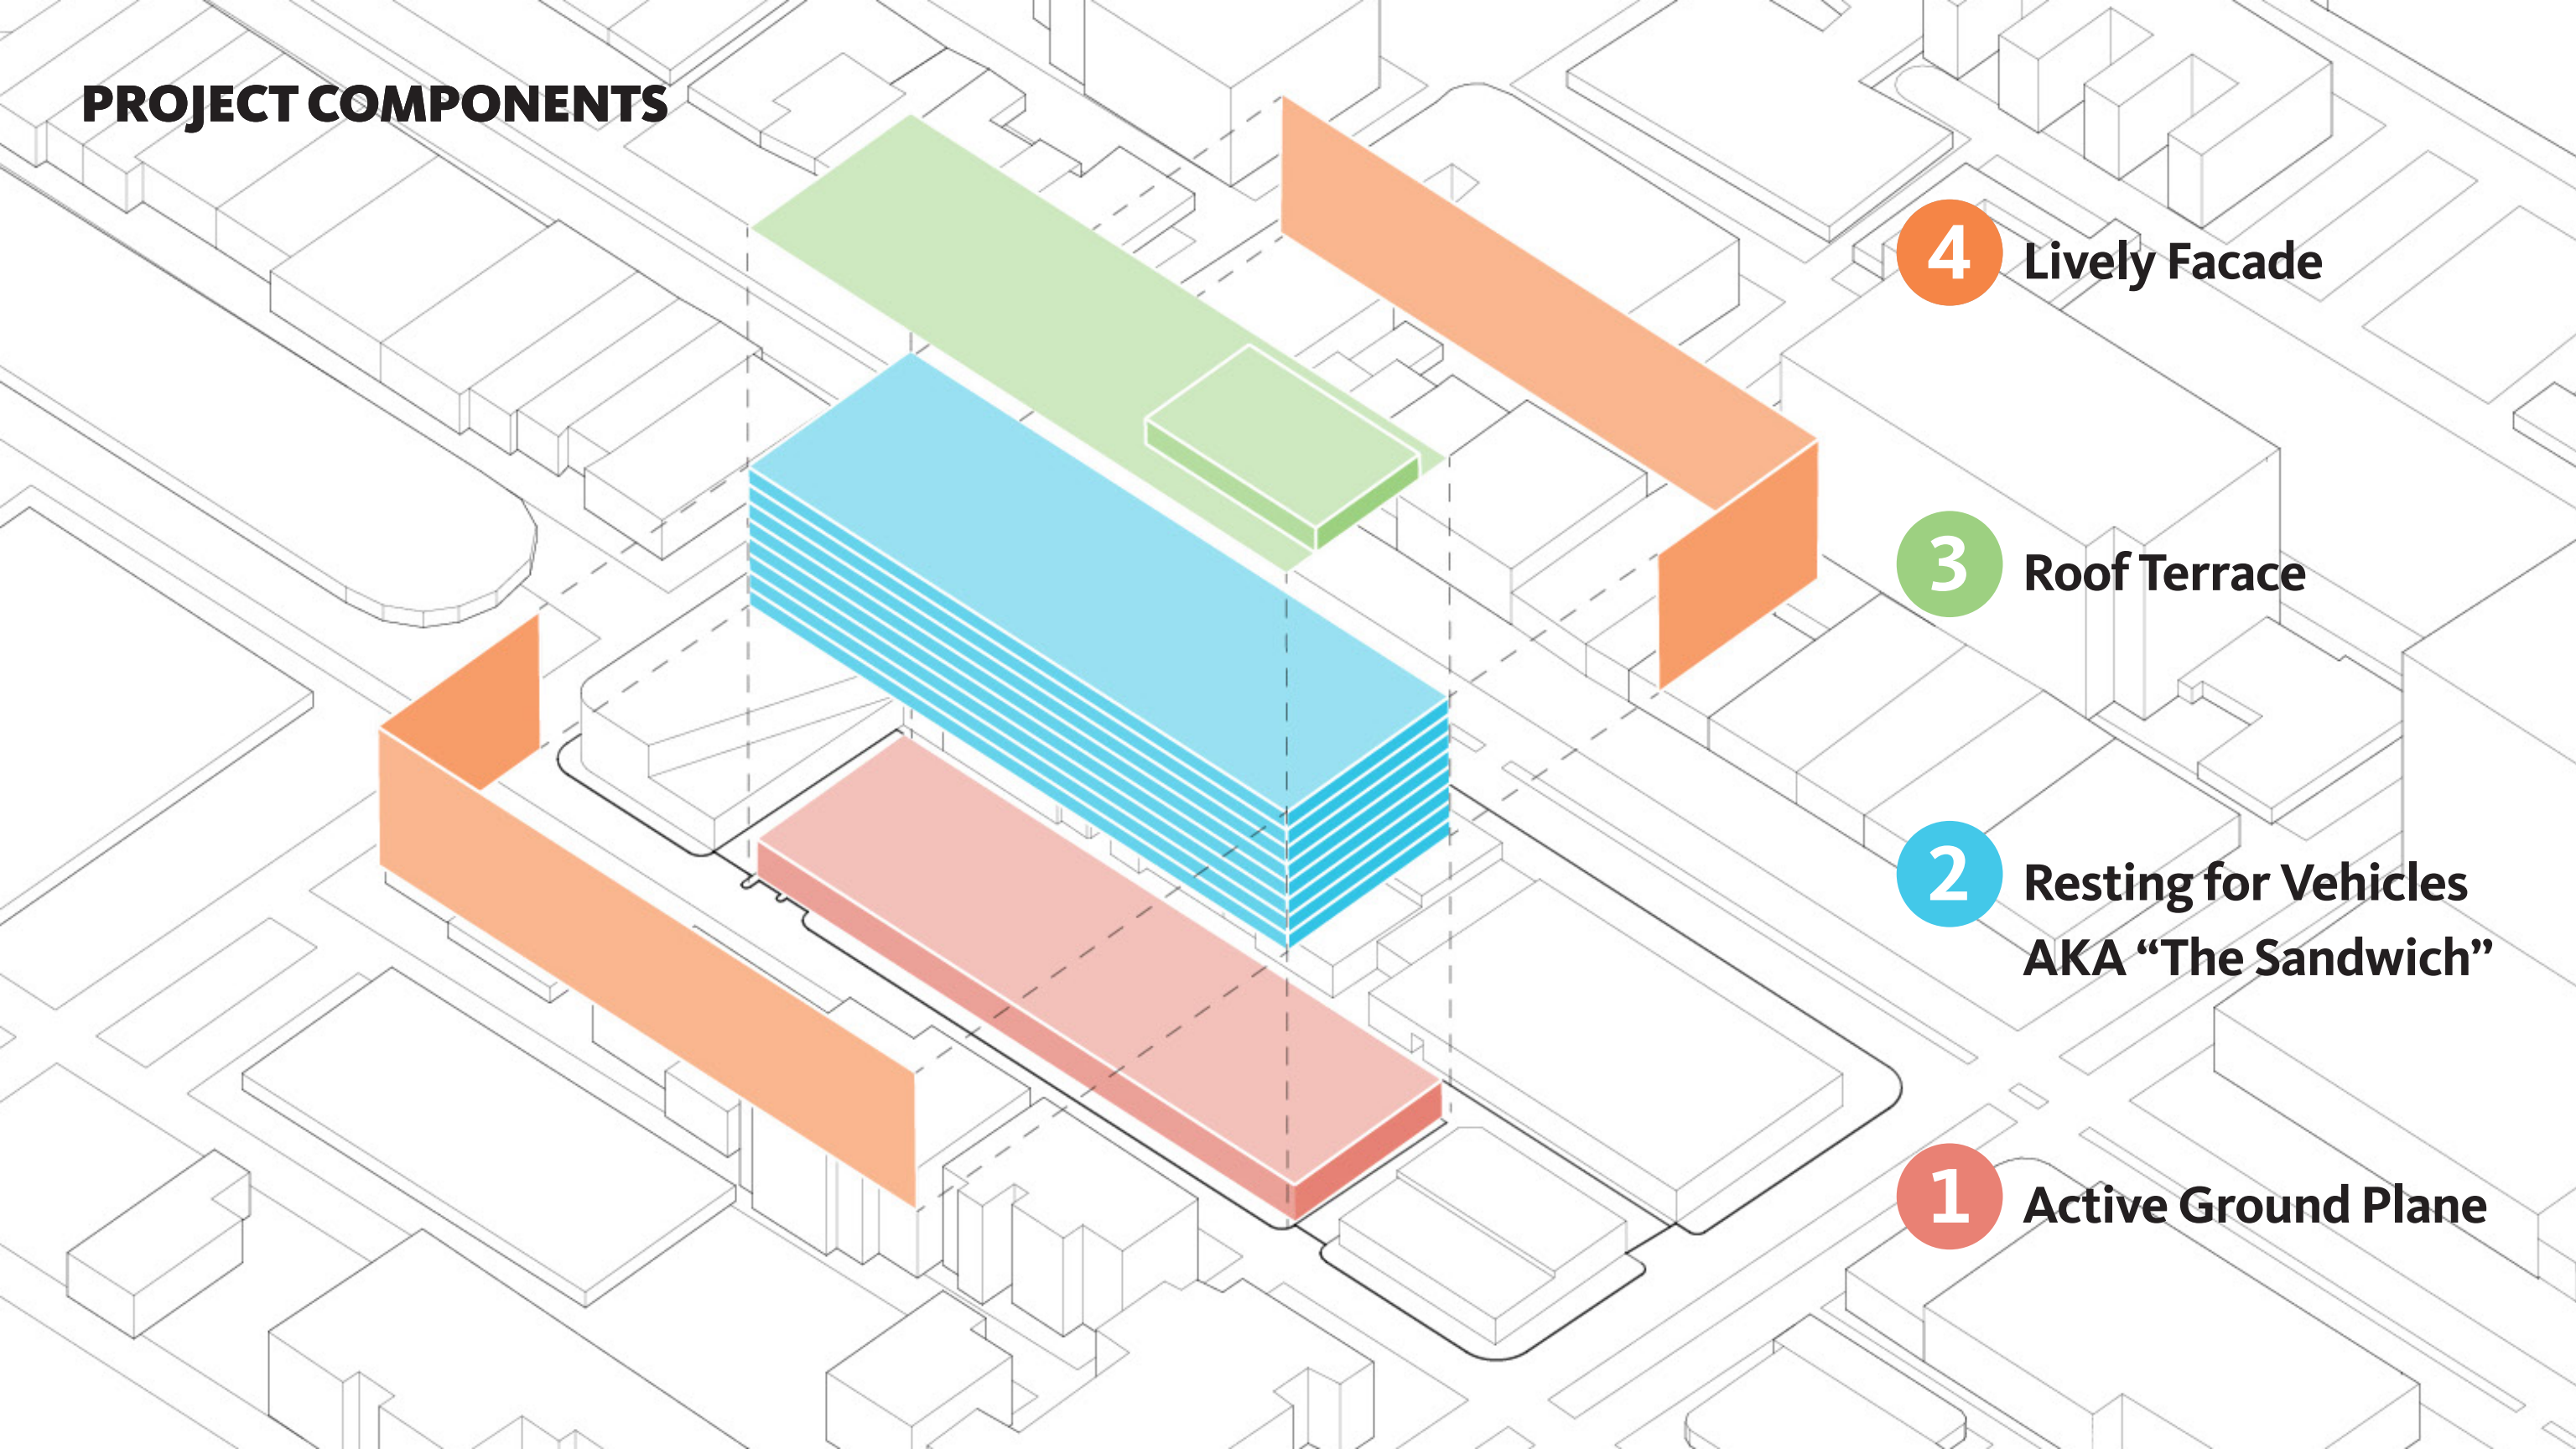 PROJECT COMPONENTS
4 Lively Facade
3 Roof Terrace
2 Resting for Vehicles
AKA “The Sandwich”
1 Active Ground Plane